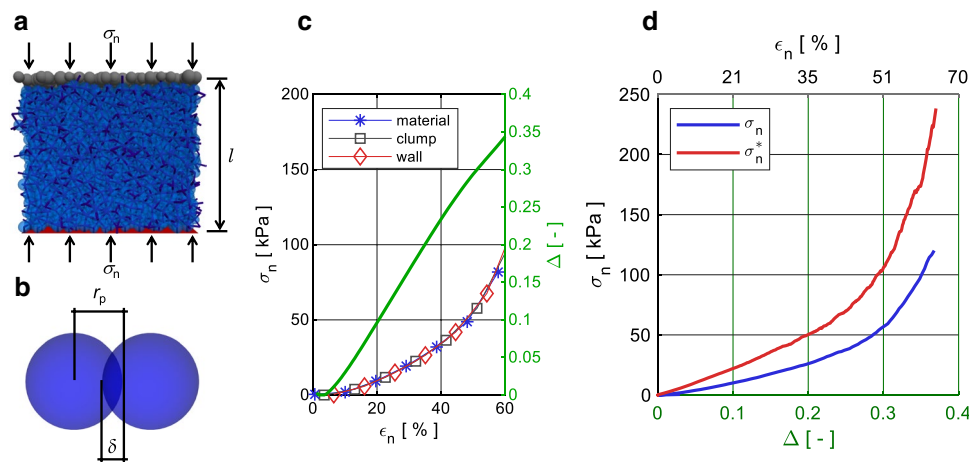 a
σn
l
σn
b
rp
δ
c
200
150
100
50
0
σn [ kPa]
0.4
0.35
0.3
0.25
0.2
0.15
0.1
0.05
0
Δ [ - ]
material
clump
wall
0 20 40 60
ϵn [ % ]
d
ϵn [ % ]
0 21 35 51 63 70
250
200
150
100
50
0
σn [ kPa]
σn
σn*
0 0.1 0.2 0.3 0.4
Δ [ - ]